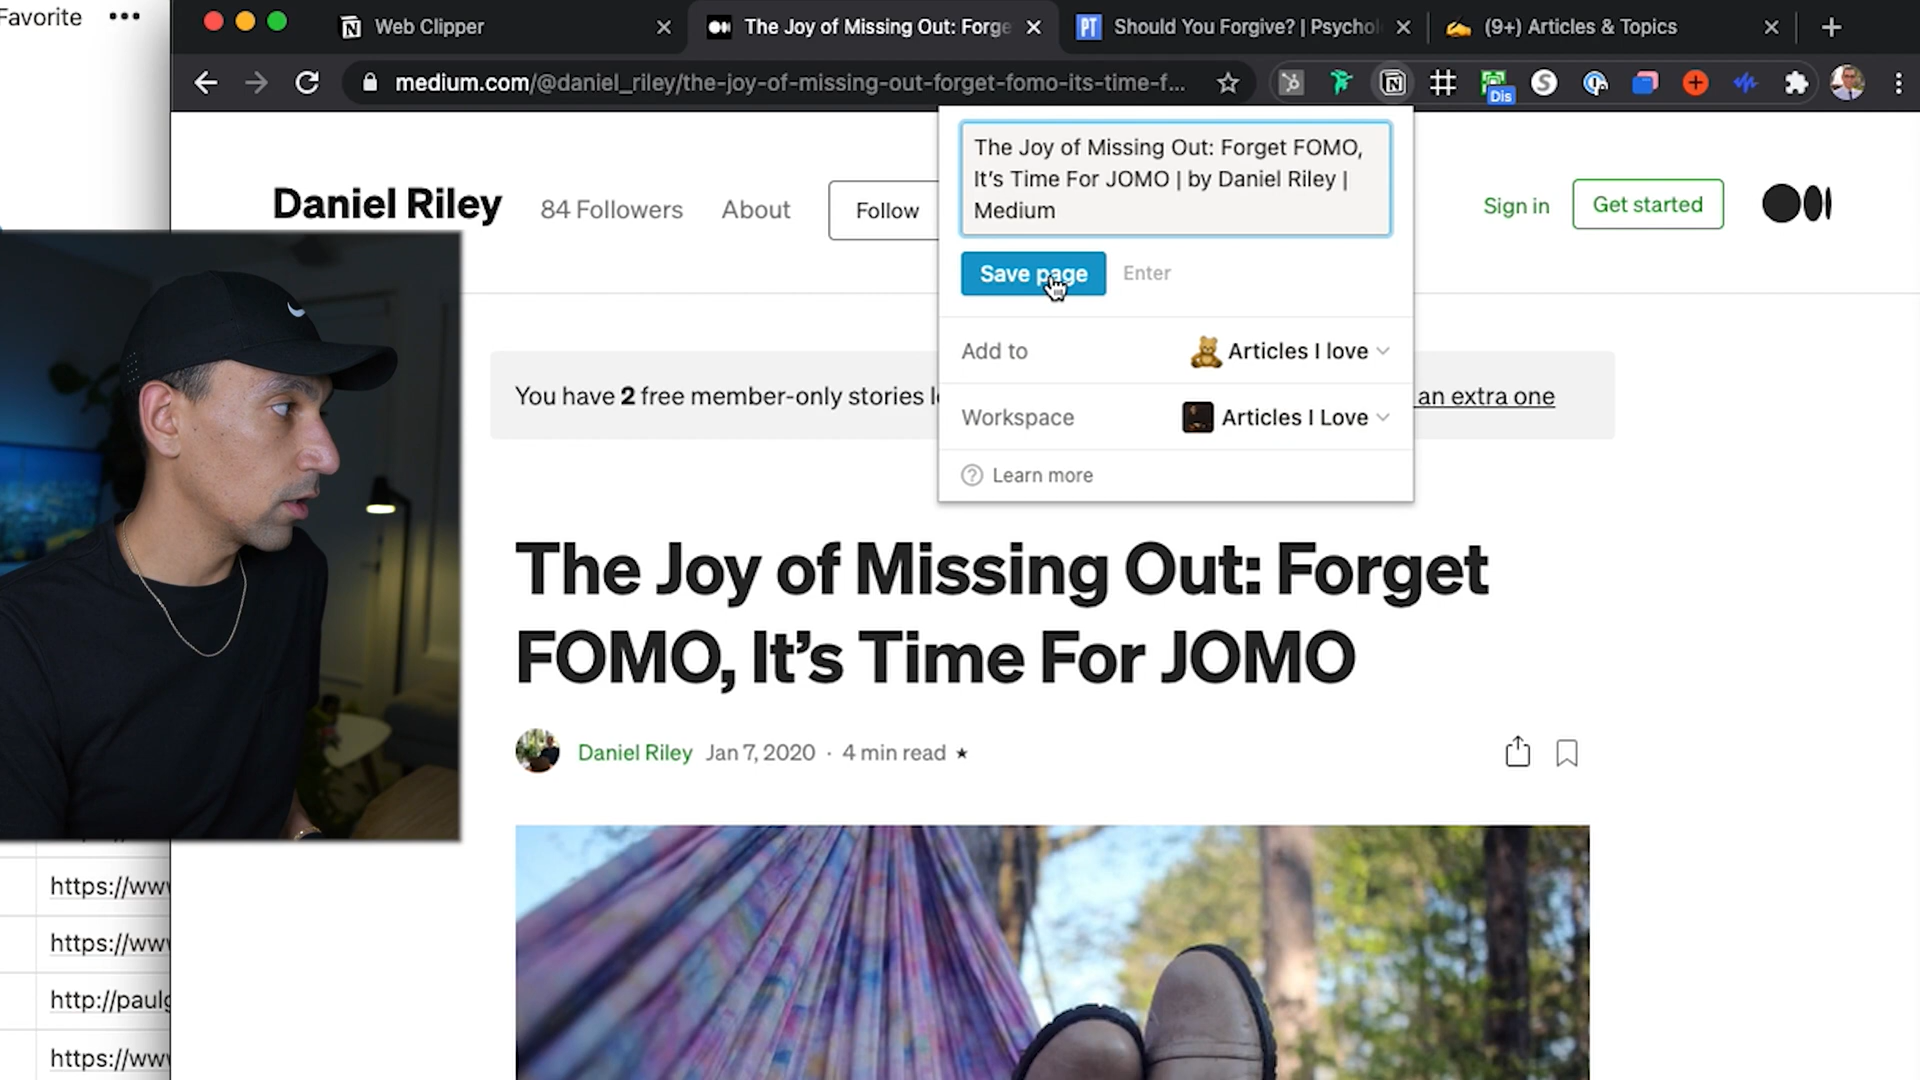 Favorite •••
Web Clipper
The Joy of Missing Out: Forge
Should You Forgive? | Psychol
(9+) Articles & Topics
medium.com/@daniel_riley/the-joy-of-missing-out-forget-fomo-its-time-f...
Dis
Daniel Riley
84 Followers
About
Follow
Sign in
Get started
The Joy of Missing Out: Forget FOMO,
It's Time For JOMO | by Daniel Riley |
Medium
Save page
Enter
Add to
Articles I love
Workspace
Articles I Love
Learn more
You have 2 free member-only stories l
an extra one
The Joy of Missing Out: Forget
FOMO, It's Time For JOMO
Daniel Riley Jan 7, 2020 · 4 min read ★
https://ww
https://ww
http://paulg
https://ww